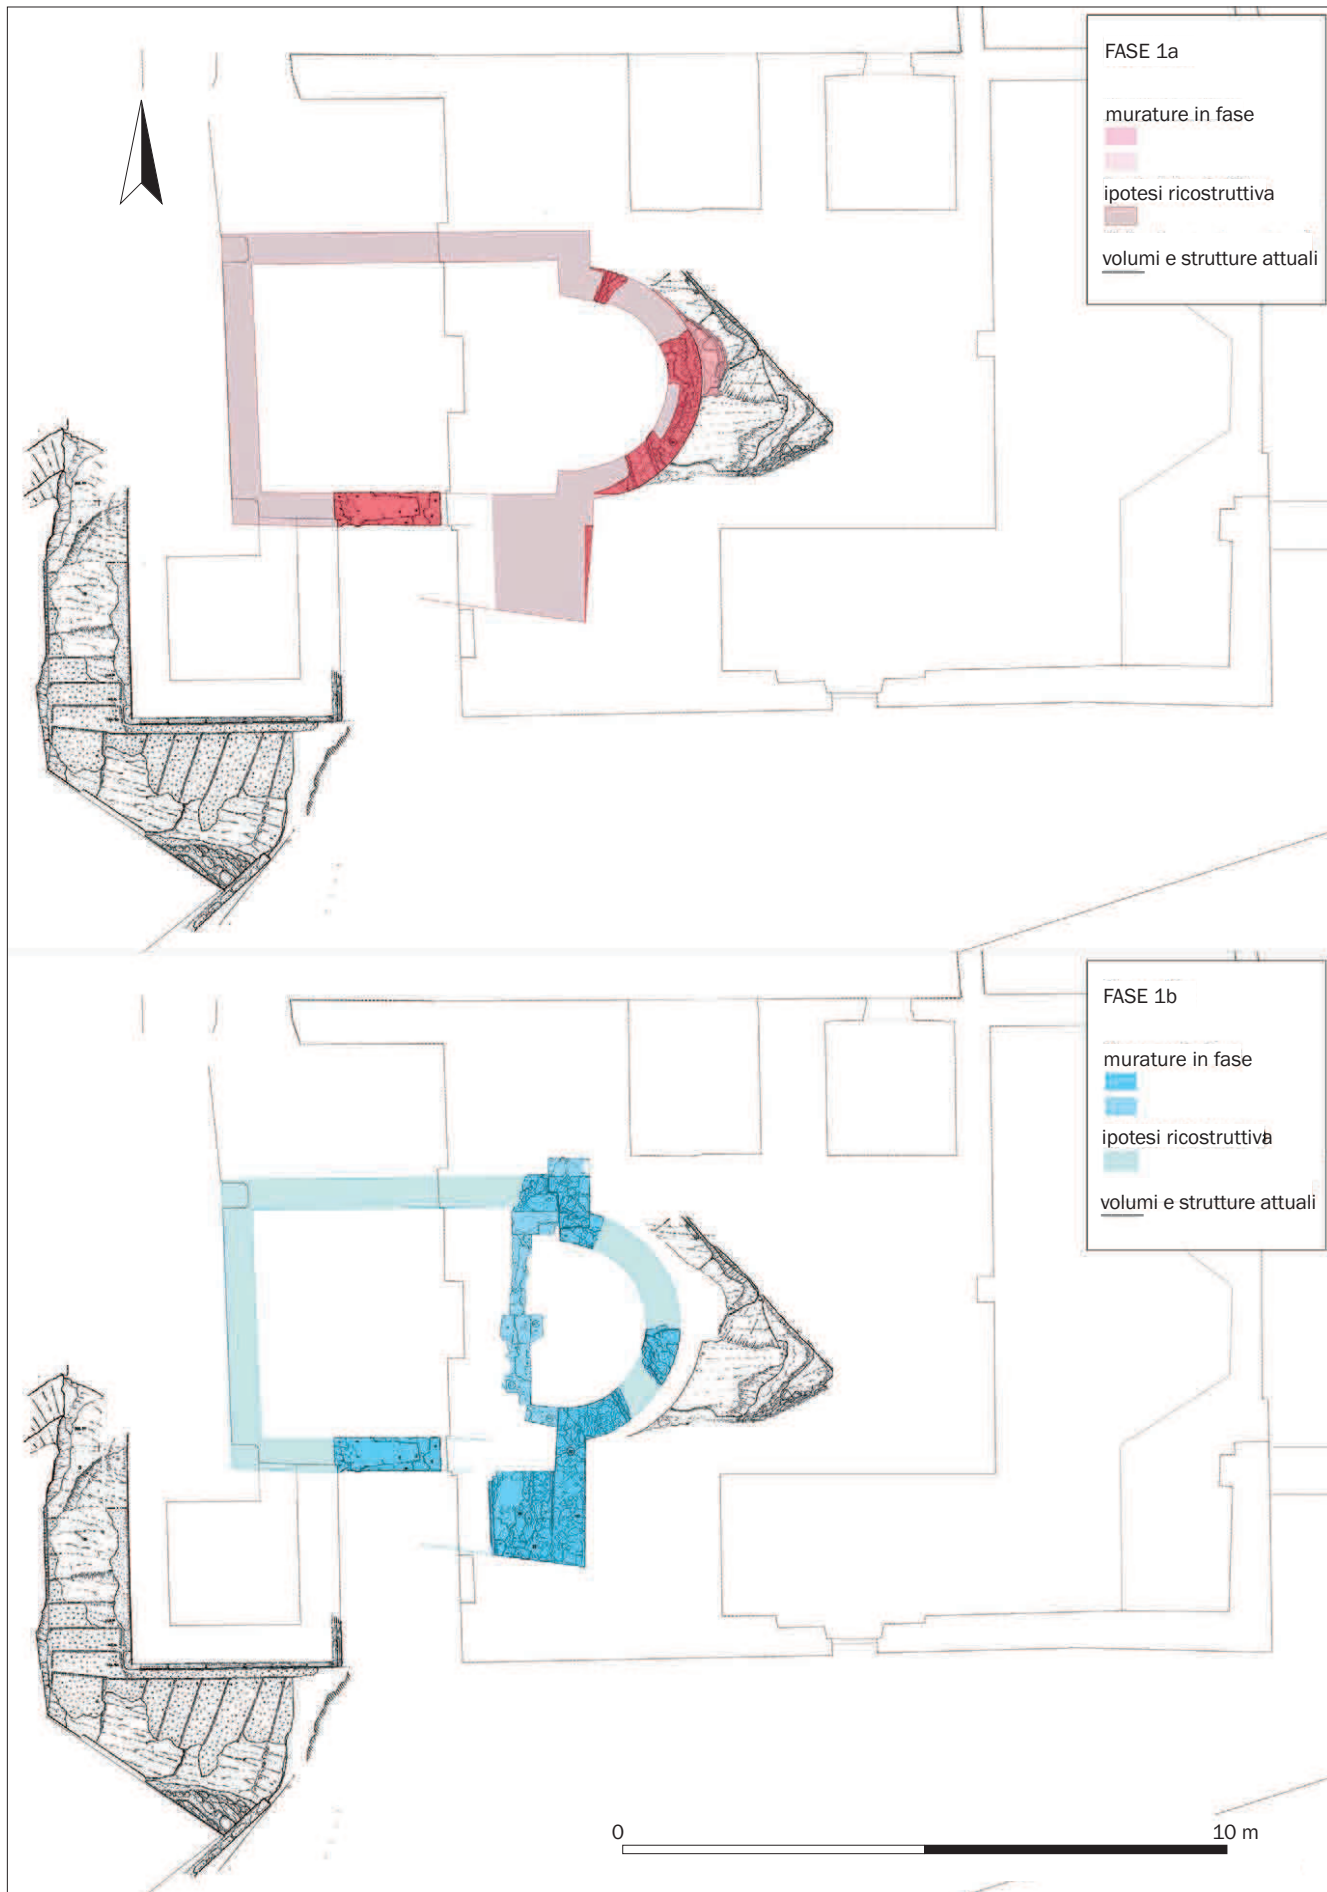 FASE 1a
murature in fase
ipotesi ricostruttiva
volumi e strutture attuali
FASE 1b
murature in fase
ipotesi ricostruttiva
volumi e strutture attuali
0 10 m